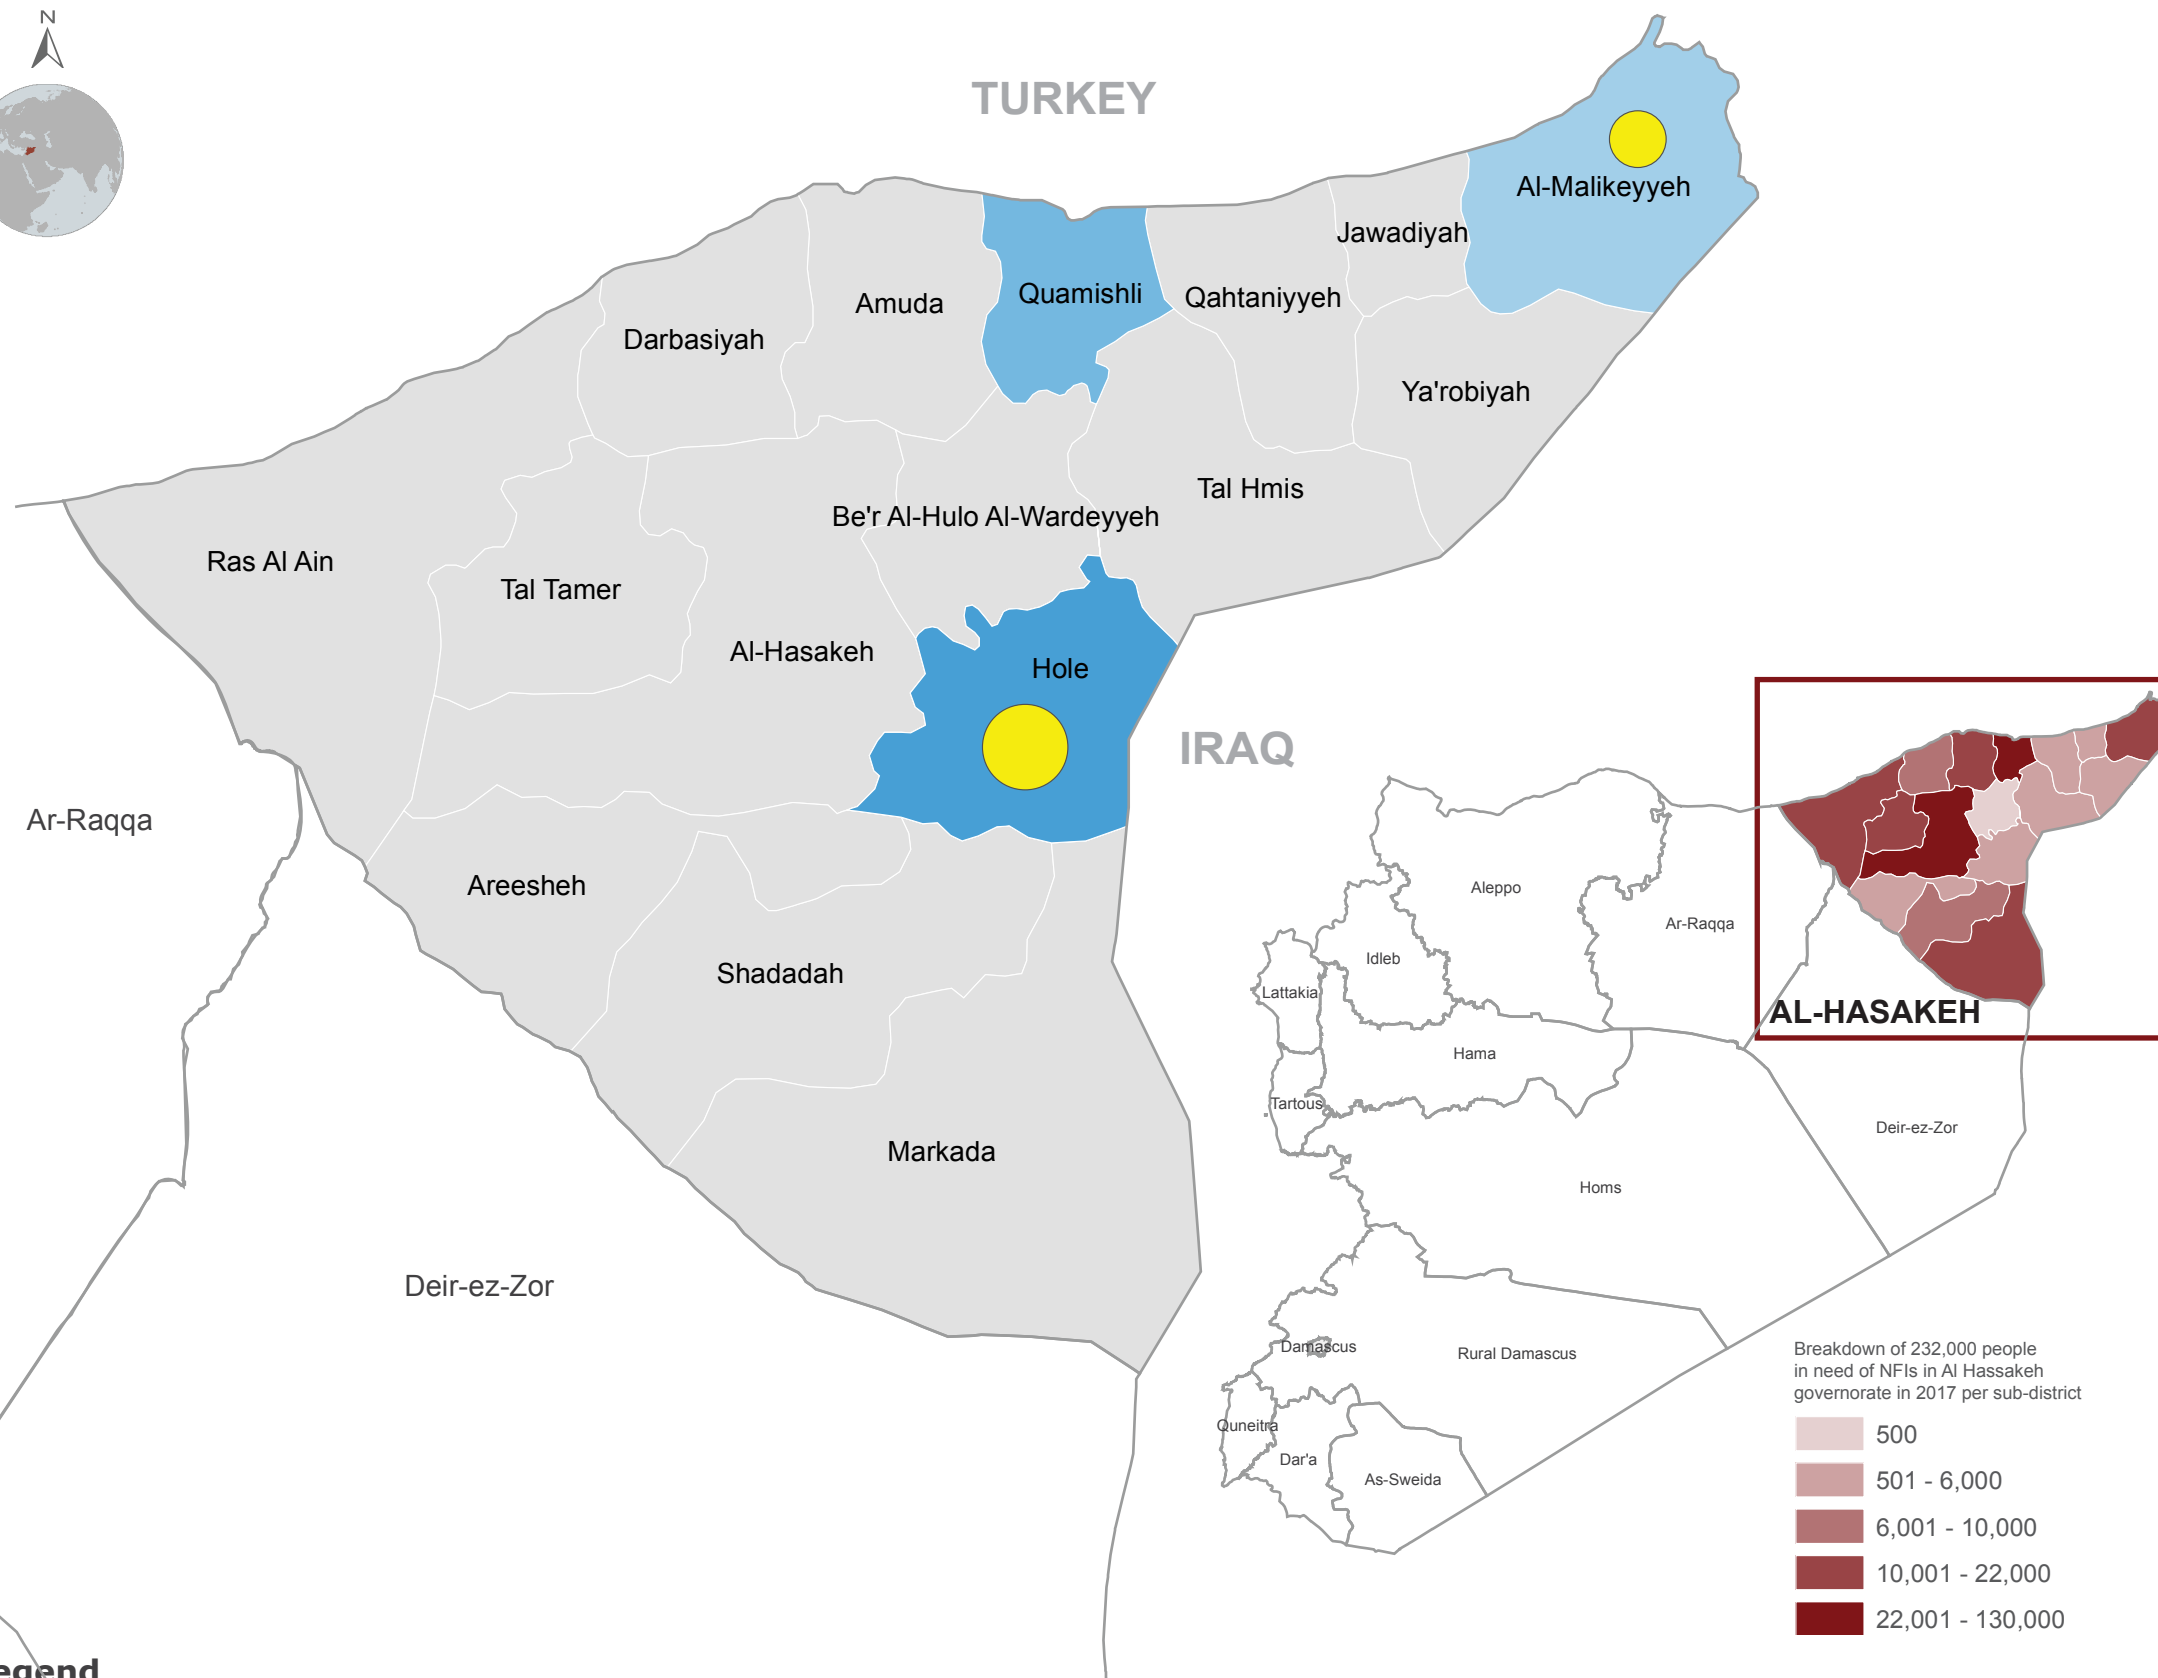 N
TURKEY
Al-Malikeyyeh
Jawadiyah
Quamishli
Qahtaniyyeh
Amuda
Darbasiyah
Ya'robiyah
Tal Hmis
Be'r Al-Hulo Al-Wardeyyeh
Ras Al Ain
Tal Tamer
Al-Hasakeh
Hole
IRAQ
Ar-Raqqa
Areesheh
Shadadah
Markada
Deir-ez-Zor
Aleppo
Ar-Raqqa
Idleb
Lattakia
AL-HASAKEH
Hama
Tartous
Deir-ez-Zor
Homs
Damascus
Rural Damascus
Quneitra
Dar'a
As-Sweida
Breakdown of 232,000 people
in need of NFIs in Al Hassakeh
governorate in 2017 per sub-district
500
501 - 6,000
6,001 - 10,000
10,001 - 22,000
22,001 - 130,000
egend